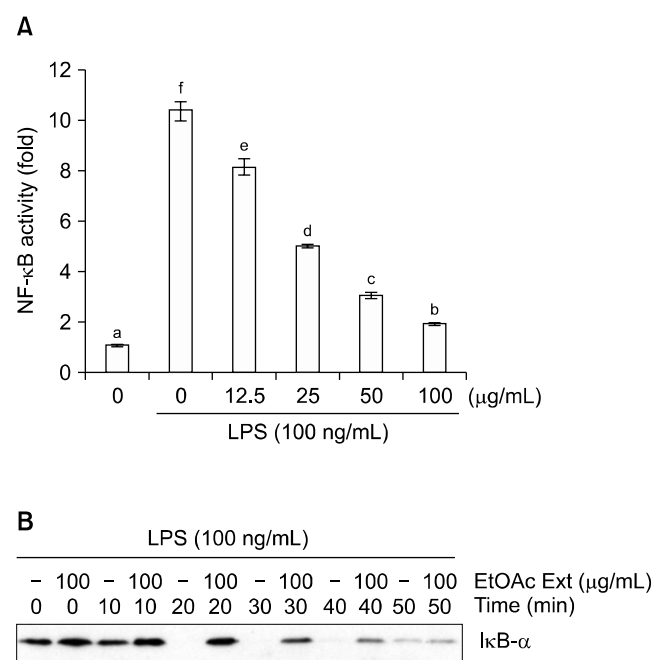 A
NF-κB activity (fold)
12
10
8
6
4
2
0
a
f
e
d
c
b
0 0 12.5 25 50 100 (μg/mL)
LPS (100 ng/mL)
B
LPS (100 ng/mL)
– 100 – 100 – 100 – 100 – 100 – 100 EtOAc Ext (μg/mL)
0 0 10 10 20 20 30 30 40 40 50 50 Time (min)
IκB-α